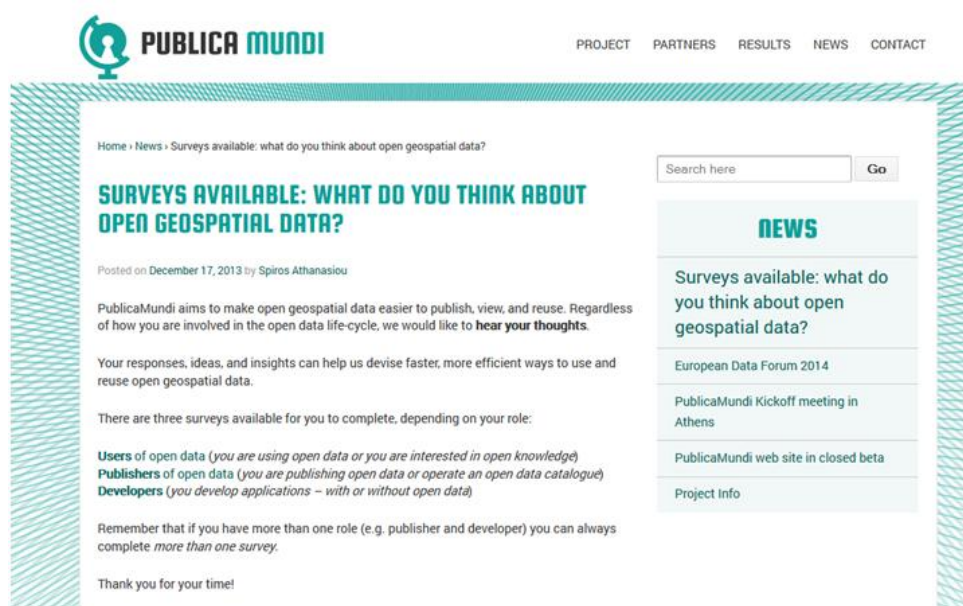 PUBLICA MUNDI
PROJECT PARTNERS RESULTS NEWS CONTACT
Home › News › Surveys available: what do you think about open geospatial data?
SURVEYS AVAILABLE: WHAT DO YOU THINK ABOUT
OPEN GEOSPATIAL DATA?
Posted on December 17, 2013 by Spiros Athanasiou
PublicaMundi aims to make open geospatial data easier to publish, view, and reuse. Regardless
of how you are involved in the open data life-cycle, we would like to hear your thoughts.
Your responses, ideas, and insights can help us devise faster, more efficient ways to use and
reuse open geospatial data.
There are three surveys available for you to complete, depending on your role:
Users of open data (you are using open data or you are interested in open knowledge)
Publishers of open data (you are publishing open data or operate an open data catalogue)
Developers (you develop applications – with or without open data)
Remember that if you have more than one role (e.g. publisher and developer) you can always
complete more than one survey.
Thank you for your time!
Search here Go
NEWS
Surveys available: what do
you think about open
geospatial data?
European Data Forum 2014
PublicaMundi Kickoff meeting in
Athens
PublicaMundi web site in closed beta
Project Info